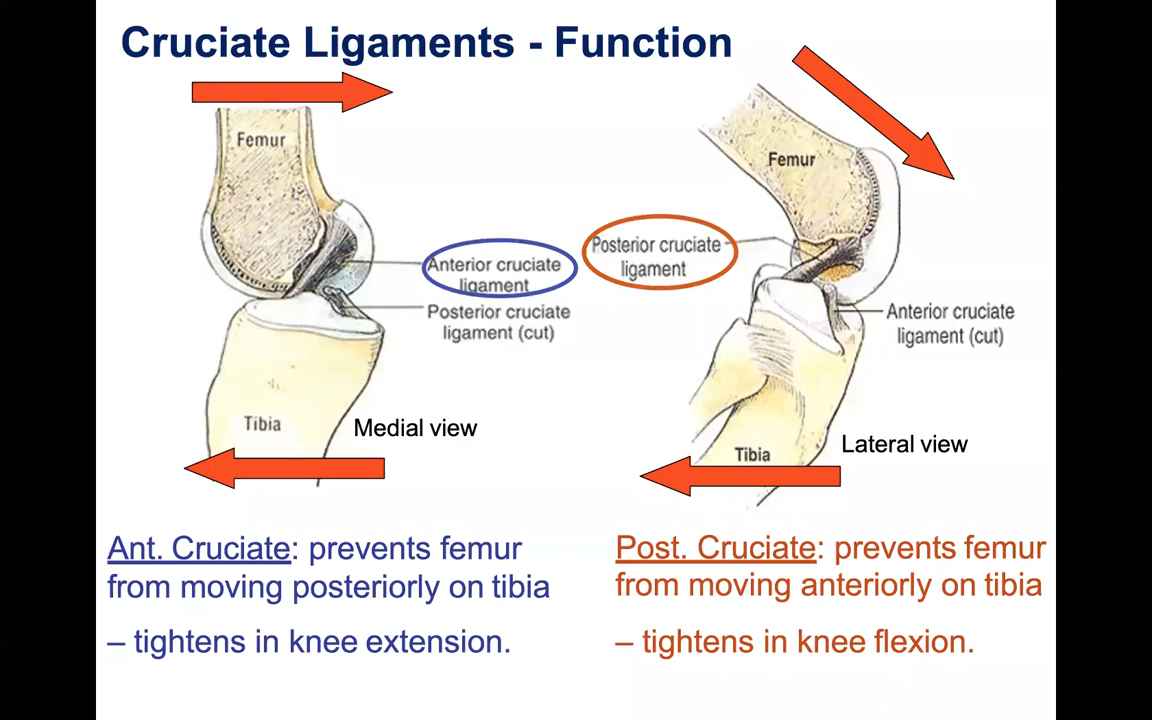 Cruciate Ligaments - Function
Femur
Anterior cruciate
ligament
Posterior cruciate
ligament (cut)
Tibia
Medial view
Femur
Posterior cruciate
ligament
Anterior cruciate
ligament (cut)
Tibia
Lateral view
Ant. Cruciate: prevents femur
from moving posteriorly on tibia
– tightens in knee extension.
Post. Cruciate: prevents femur
from moving anteriorly on tibia
– tightens in knee flexion.